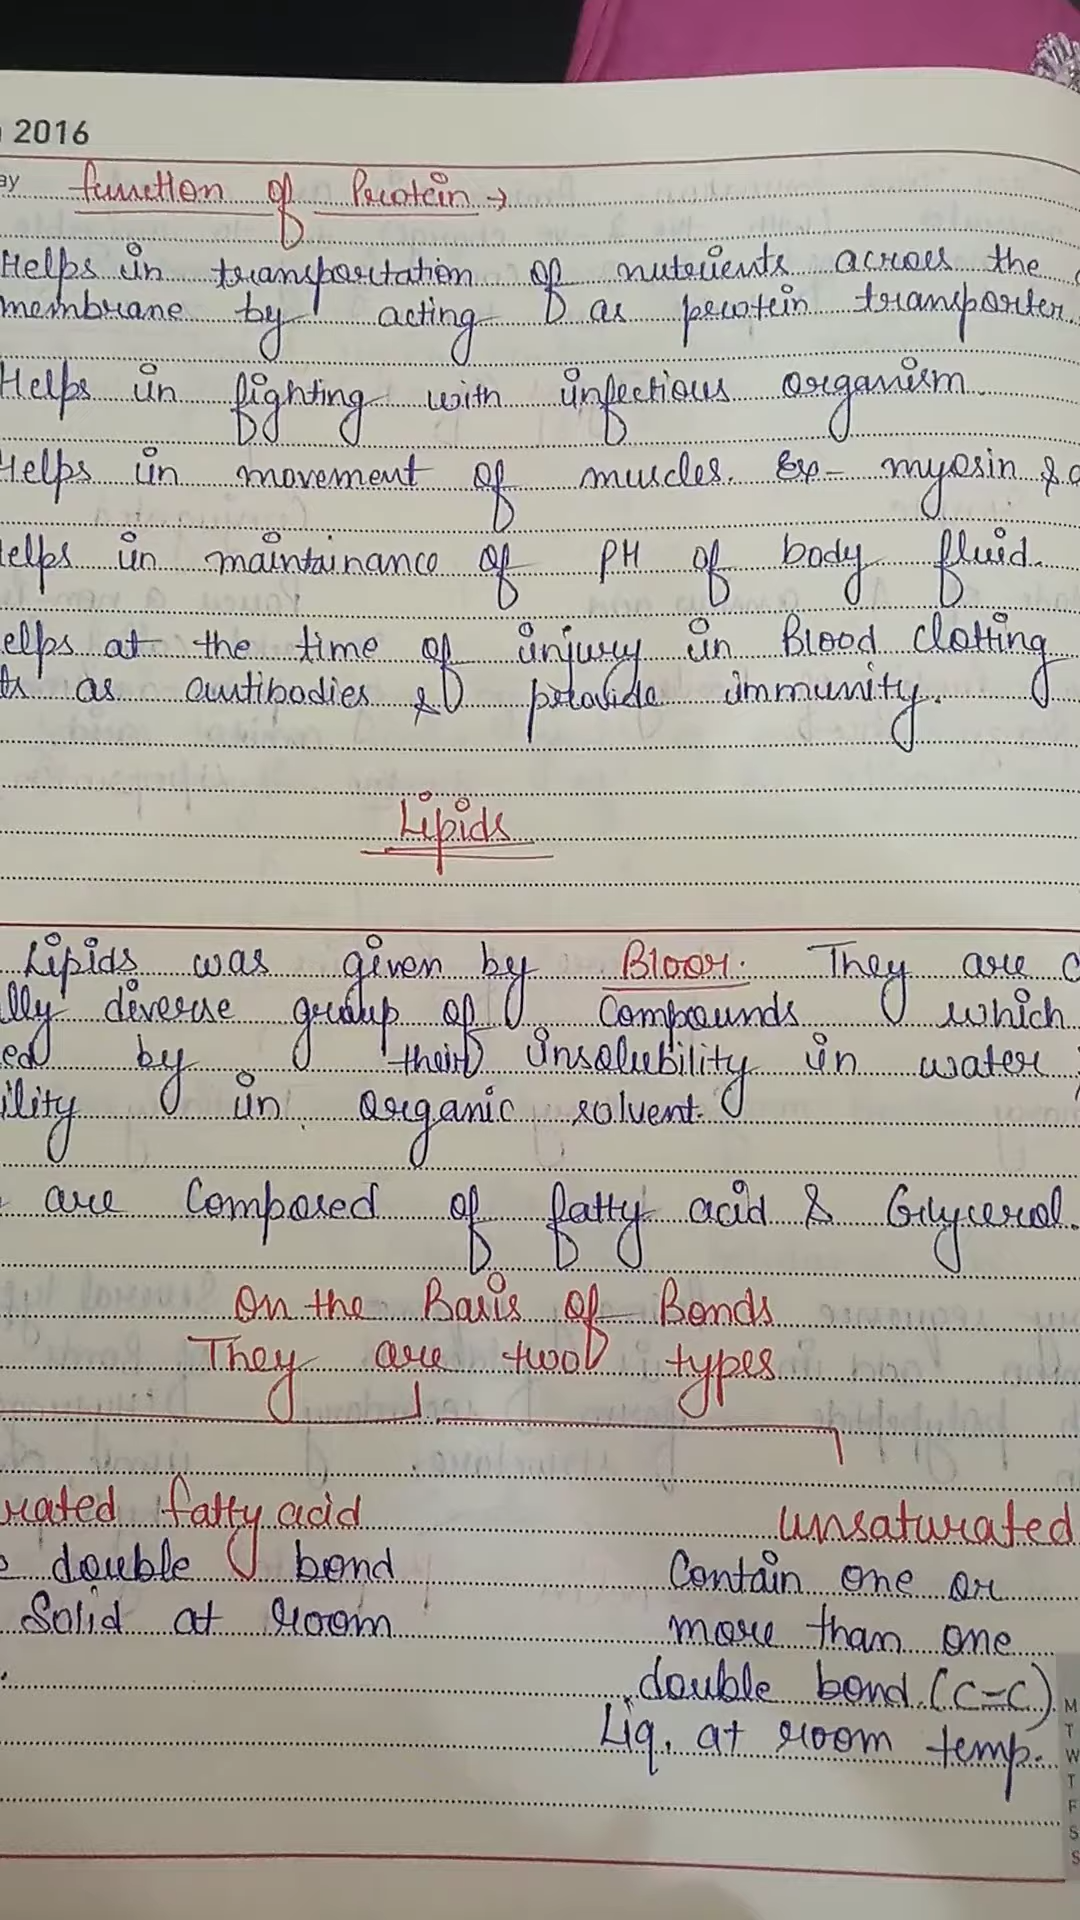 2016
function of Protein →
Helps in transportation of nutrients across the
membrane by acting as protein transporter
Helps in fighting with infectious organism
Helps in movement of muscles. Exp- myosin &
elps in maintainance of PH of body fluid.
elps at the time of injury in Blood clotting
as antibodies & provide immunity.
Lipids
Lipids was given by Bloor. They are
lly diverse group of Compounds which
ed by their insolubility in water
ility in organic solvent.
are Composed of fatty acid & Glycerol.
On the Basis of Bonds
They are two types
rated fatty acid
double bond
Solid at room
unsaturated
Contain one or
more than one
double bond (C=C)
Liq. at room temp.
M
T
W
T
F
S
S